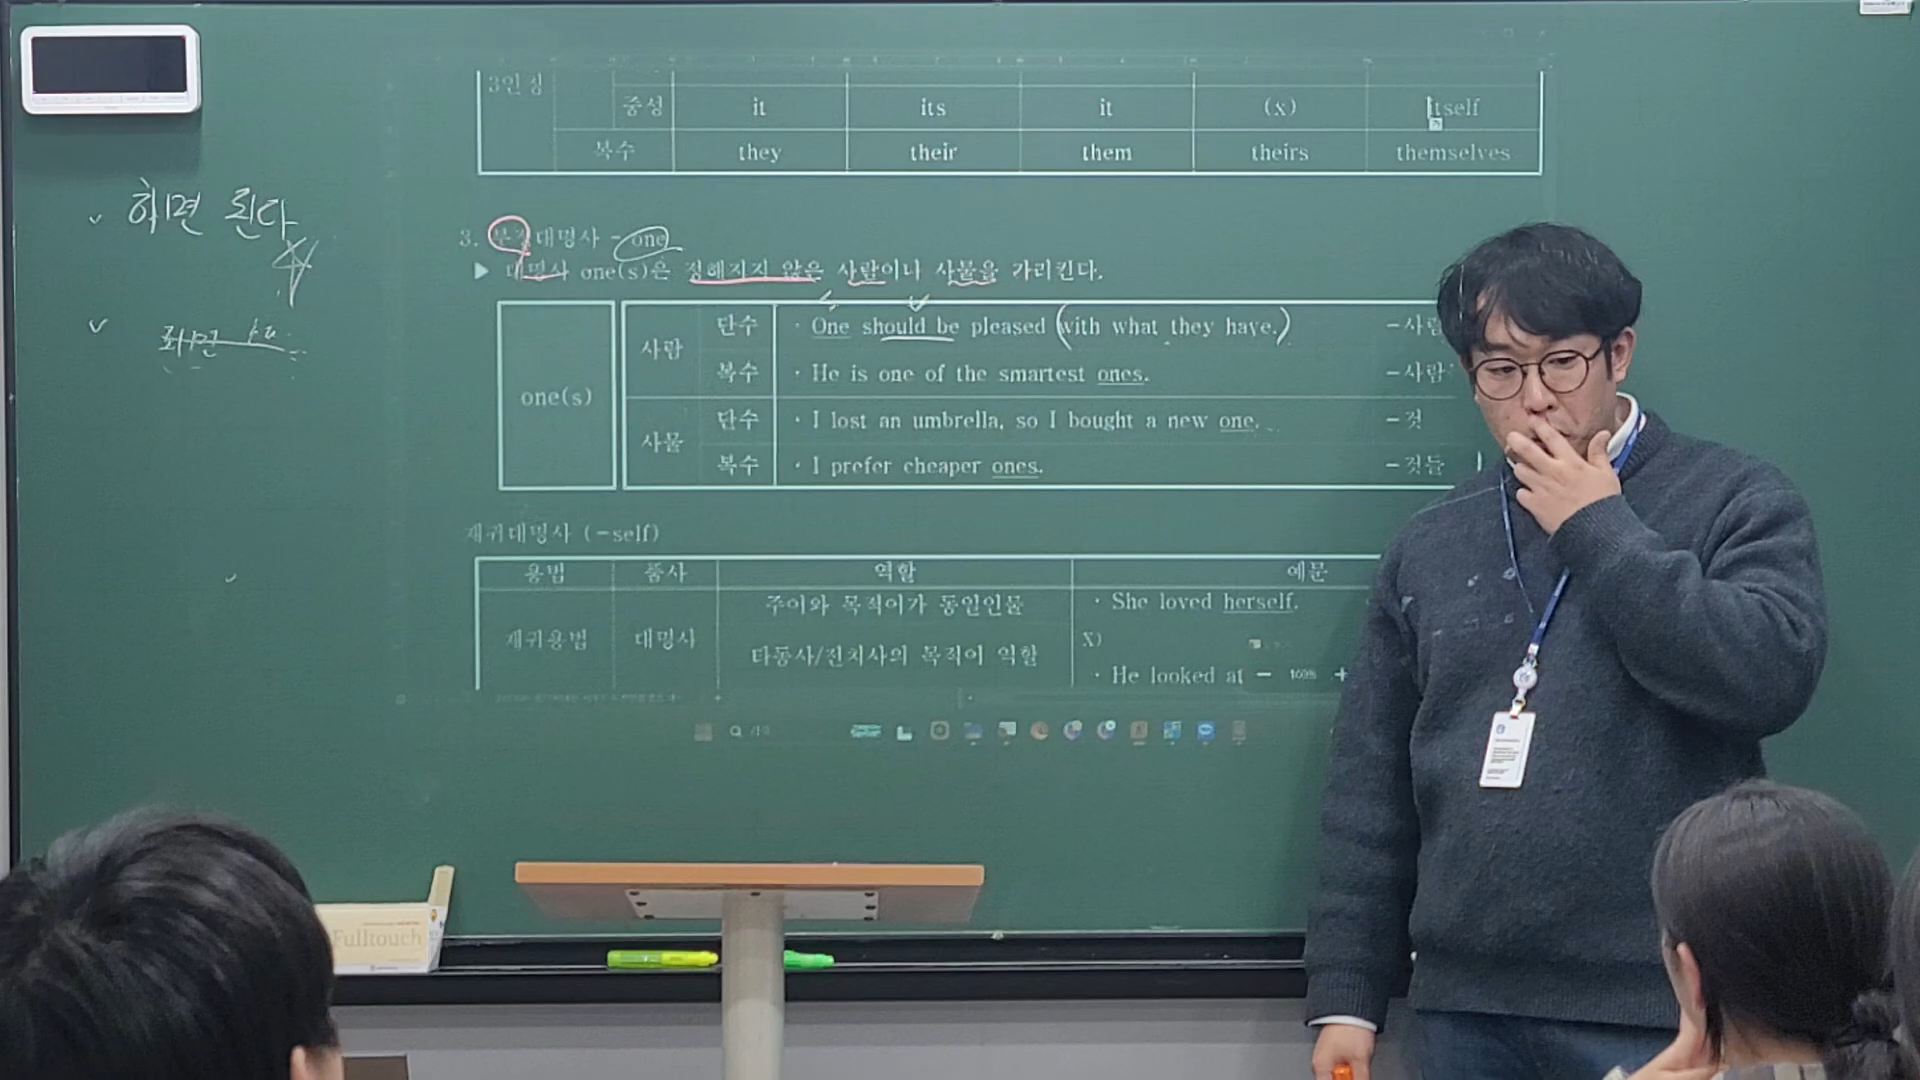 3인칭
중성 it its it (x) itself
복수 they their them theirs themselves
하면 된다
3. 부정대명사 - one
▶ 대명사 one(s)은 정해지지 않은 사람이나 사물을 가리킨다.
one(s)
사람
단수 · One should be pleased (with what they have.) -사람
복수 · He is one of the smartest ones. -사람
사물
단수 · I lost an umbrella, so I bought a new one. -것
복수 · I prefer cheaper ones. -것들
재귀대명사 (-self)
용법 품사 역할 예문
재귀용법 대명사
주어와 목적어가 동일인물
타동사/전치사의 목적어 역할
· She loved herself.
X)
· He looked at
100%
Fulltouch